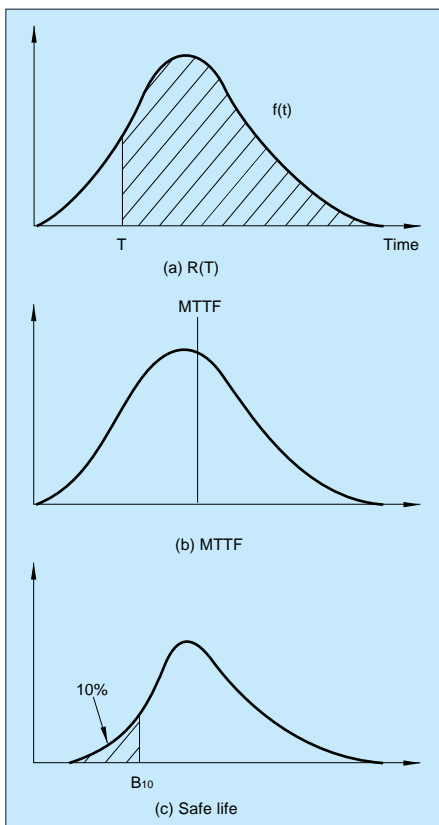 f(t)
T Time
(a) R(T)
MTTF
(b) MTTF
10%
B10
(c) Safe life